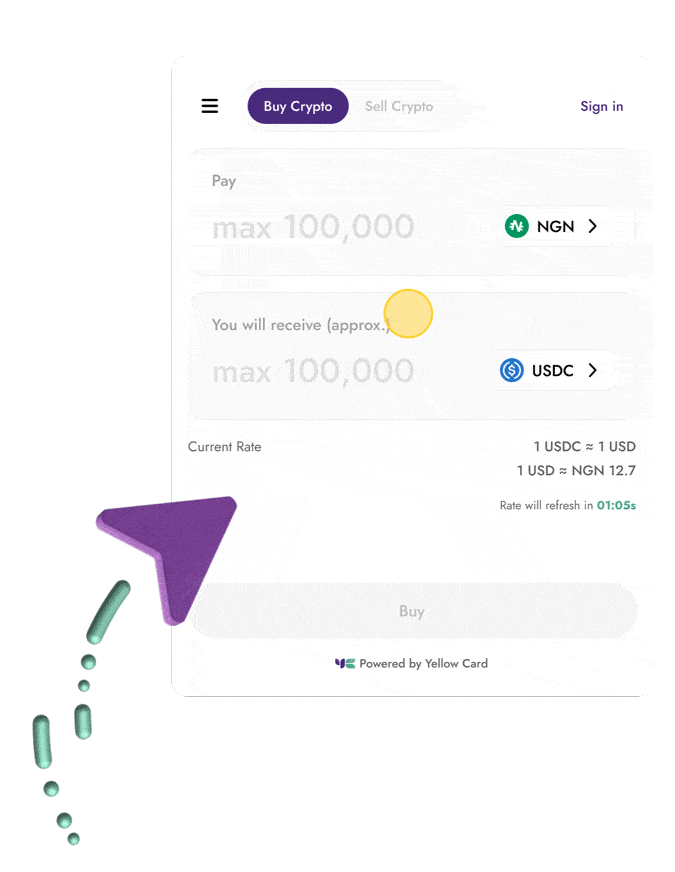 Buy Crypto
Sell Crypto
Sign in
Pay
max 100,000
NGN
You will receive (approx.)
max 100,000
USDC
Current Rate
1 USDC ≈ 1 USD
1 USD ≈ NGN 12.7
Rate will refresh in 01:05s
Buy
Powered by Yellow Card